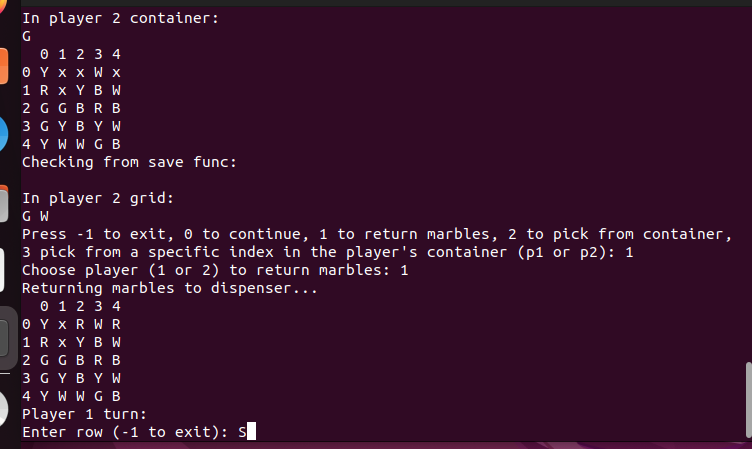 In player 2 container:
G
  0 1 2 3 4
0 Y x x W x
1 R x Y B W
2 G G B R B
3 G Y B Y W
4 Y W W G B
Checking from save func:

In player 2 grid:
G W
Press -1 to exit, 0 to continue, 1 to return marbles, 2 to pick from container,
3 pick from a specific index in the player's container (p1 or p2): 1
Choose player (1 or 2) to return marbles: 1
Returning marbles to dispenser...
  0 1 2 3 4
0 Y x R W R
1 R x Y B W
2 G G B R B
3 G Y B Y W
4 Y W W G B
Player 1 turn:
Enter row (-1 to exit): S